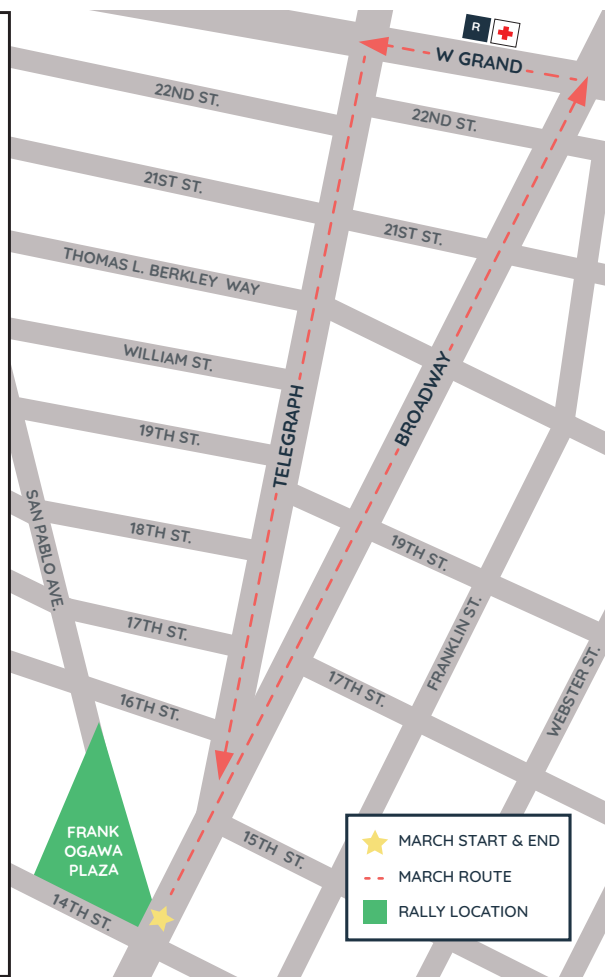 R
W GRAND
22ND ST.
22ND ST.
21ST ST.
21ST ST.
THOMAS L. BERKLEY WAY
WILLIAM ST.
TELEGRAPH
BROADWAY
19TH ST.
SAN PABLO AVE.
18TH ST.
19TH ST.
17TH ST.
FRANKLIN ST.
WEBSTER ST.
16TH ST.
17TH ST.
FRANK
OGAWA
PLAZA
15TH ST.
14TH ST.
MARCH START & END
MARCH ROUTE
RALLY LOCATION